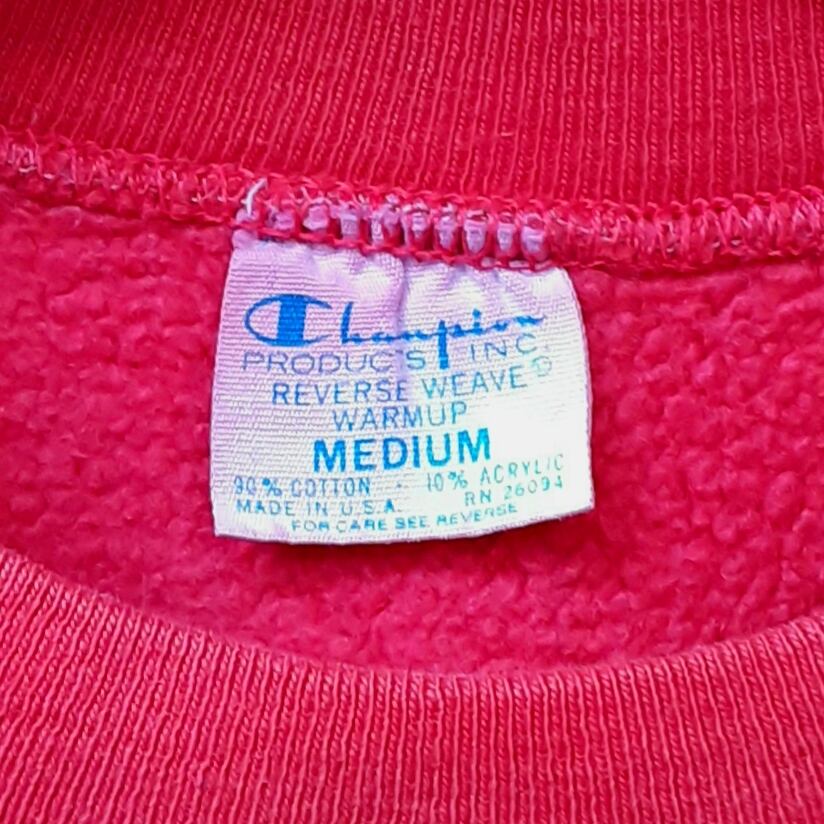 Champion
PRODUCTS INC.
REVERSE WEAVE®
WARMUP
MEDIUM
90% COTTON · 10% ACRYLIC
MADE IN U.S.A. RN 26094
FOR CARE SEE REVERSE